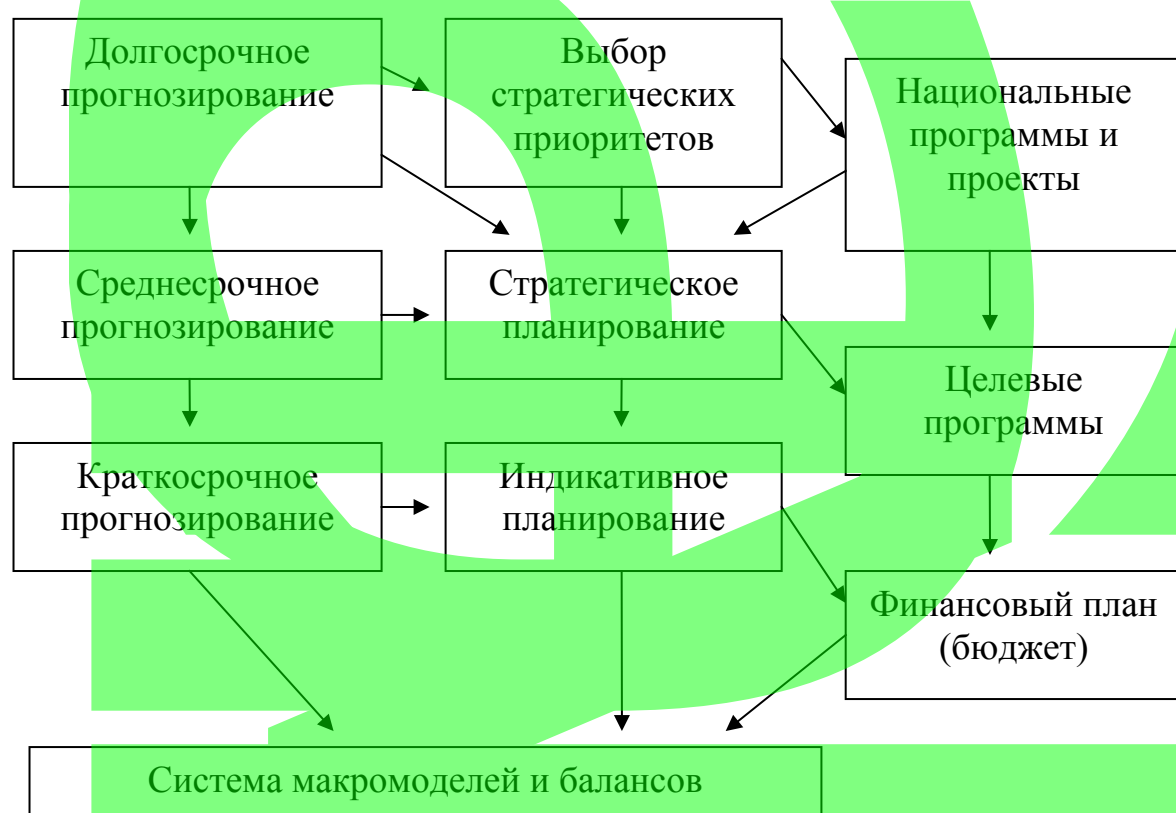 Долгосрочное
прогнозирование
Выбор
стратегических
приоритетов
Национальные
программы и
проекты
Среднесрочное
прогнозирование
Стратегическое
планирование
Целевые
программы
Краткосрочное
прогнозирование
Индикативное
планирование
Финансовый план
(бюджет)
Система макромоделей и балансов